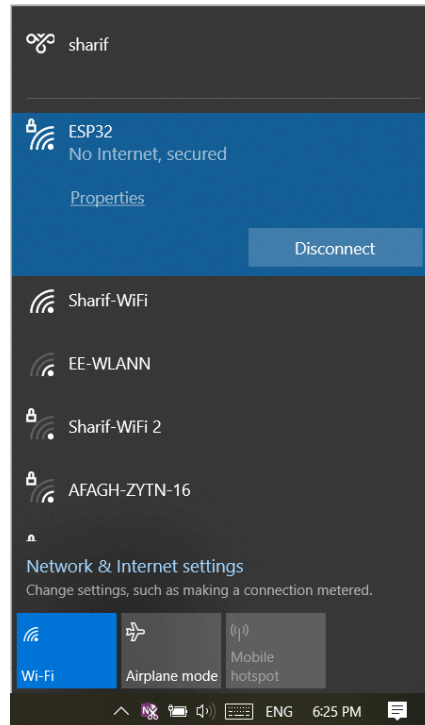 sharif
ESP32
No Internet, secured
Properties
Disconnect
Sharif-WiFi
EE-WLANN
Sharif-WiFi 2
AFAGH-ZYTN-16
Network & Internet settings
Change settings, such as making a connection metered.
Wi-Fi
Airplane mode
Mobile
hotspot
ENG
6:25 PM